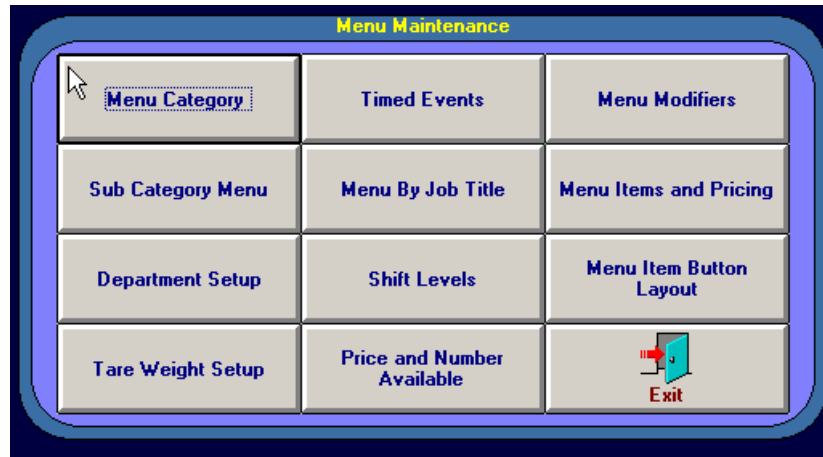 Menu Maintenance
Menu Category
Timed Events
Menu Modifiers
Sub Category Menu
Menu By Job Title
Menu Items and Pricing
Department Setup
Shift Levels
Menu Item Button
Layout
Tare Weight Setup
Price and Number
Available
Exit